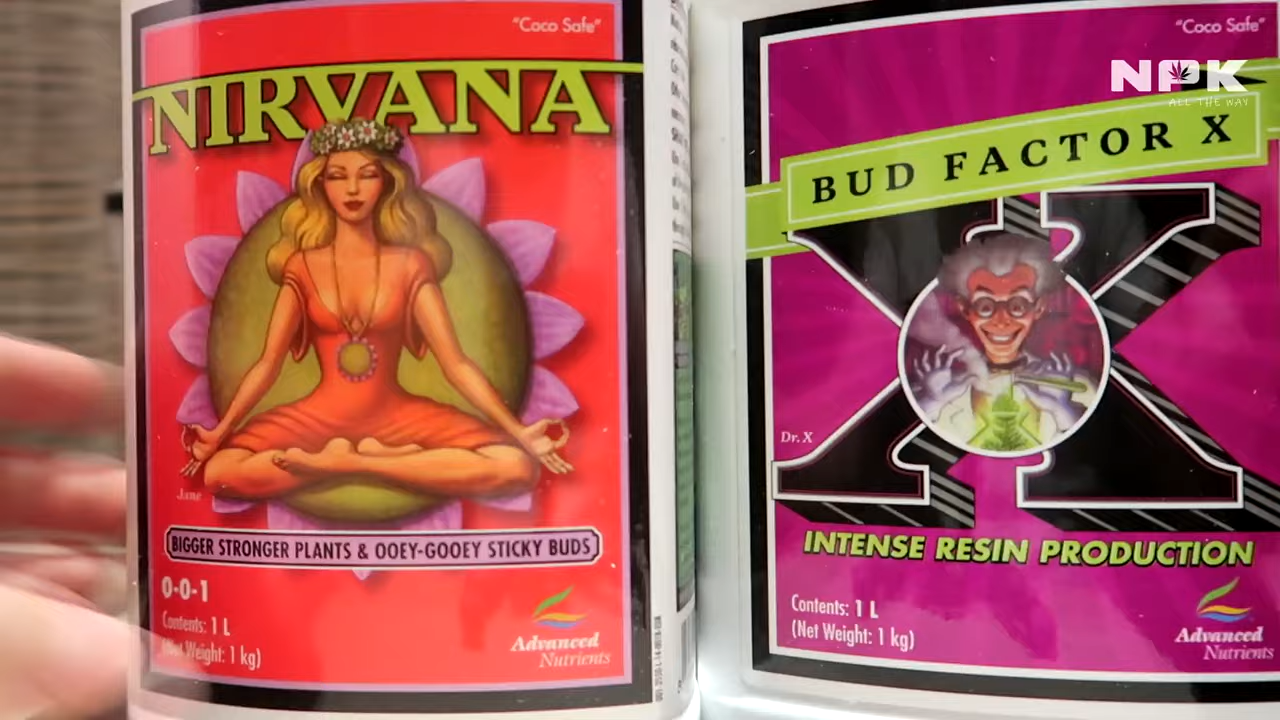 "Coco Safe"
NIRVANA
Jane
BIGGER STRONGER PLANTS & OOEY-GOOEY STICKY BUDS
0-0-1
Contents: 1 L
(Net Weight: 1 kg)
Advanced
Nutrients
"Coco Safe"
NPK
ALL THE WAY
BUD FACTOR X
Dr. X
INTENSE RESIN PRODUCTION
Contents: 1 L
(Net Weight: 1 kg)
Advanced
Nutrients